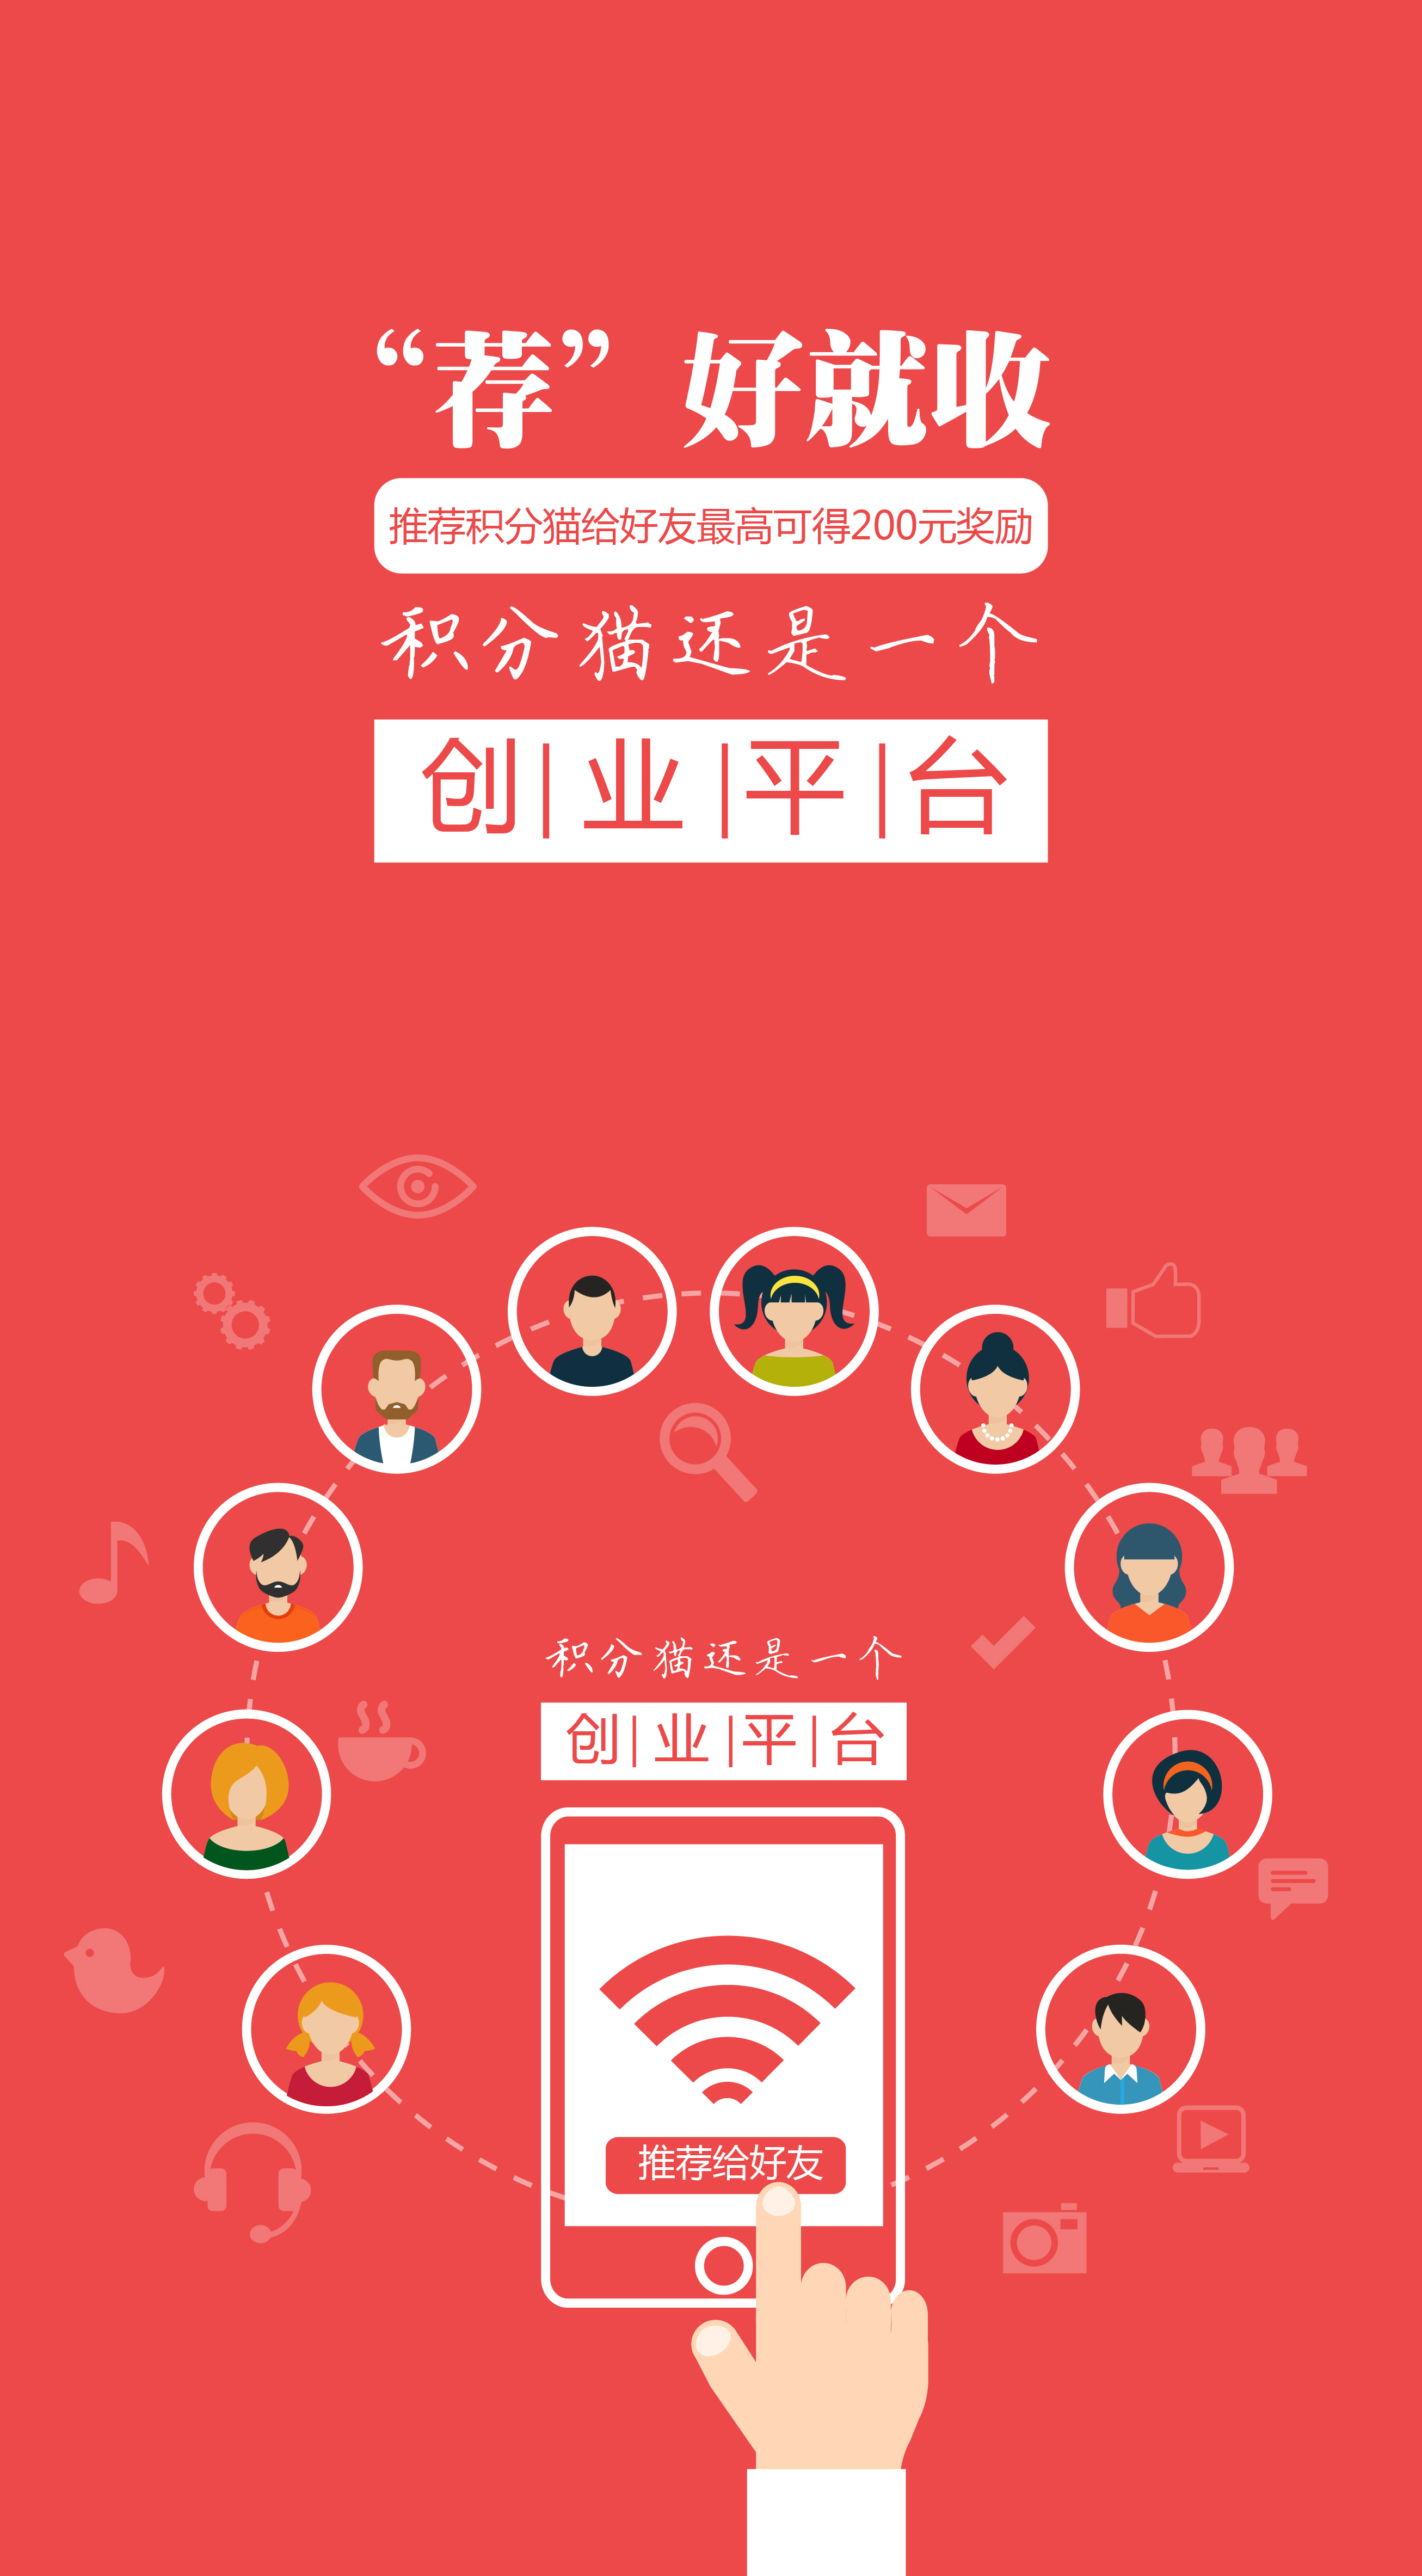 “荐” 好就收
推荐积分猫给好友最高可得200元奖励
积分猫还是一个
创|业|平|台
积分猫还是一个
创|业|平|台
推荐给好友